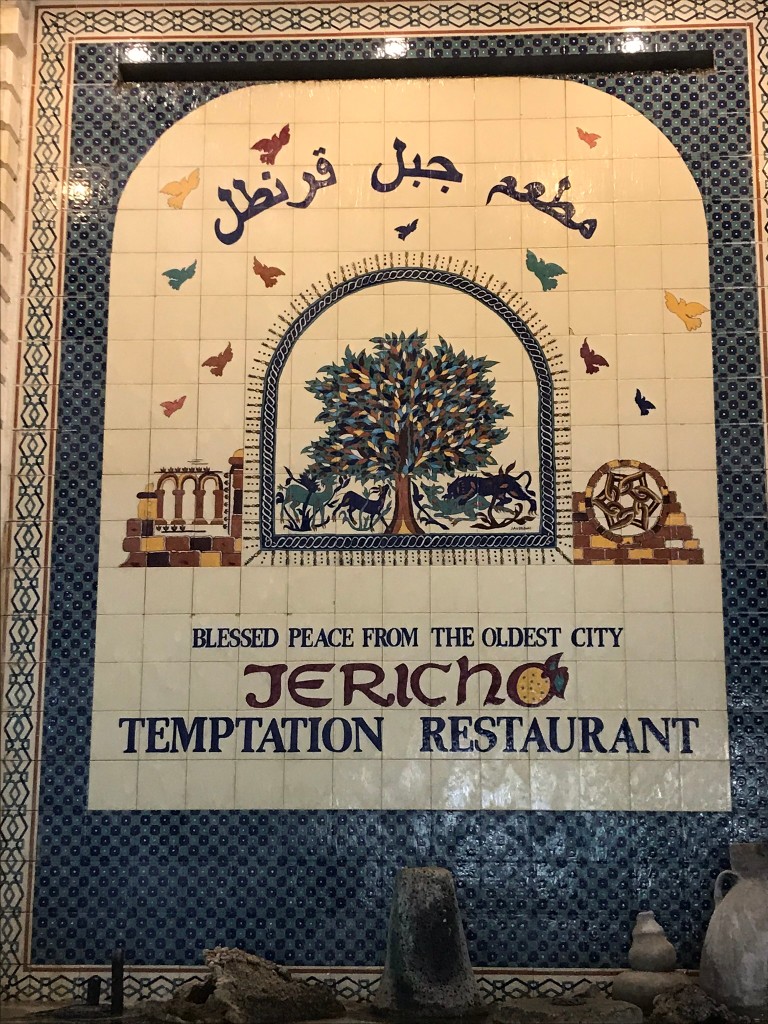 مطعم جبل قرنطل
BLESSED PEACE FROM THE OLDEST CITY
JERICHO
TEMPTATION RESTAURANT